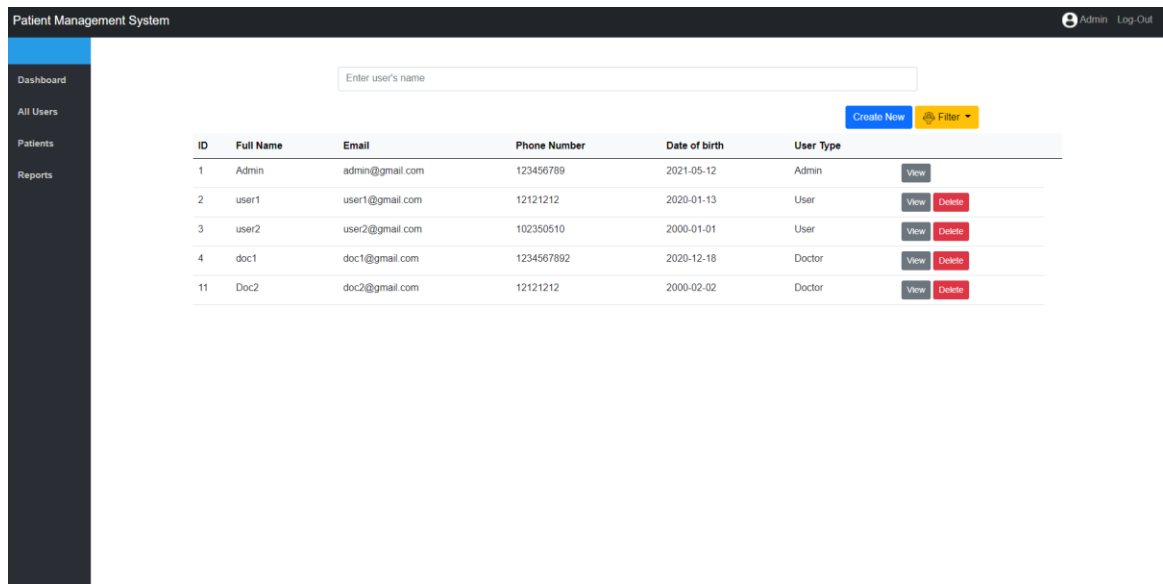 Patient Management System Admin Log-Out
Dashboard
All Users
Patients
Reports
Enter user's name
Create New Filter
ID Full Name Email Phone Number Date of birth User Type
1 Admin admin@gmail.com 123456789 2021-05-12 Admin View
2 user1 user1@gmail.com 12121212 2020-01-13 User View Delete
3 user2 user2@gmail.com 102350510 2000-01-01 User View Delete
4 doc1 doc1@gmail.com 1234567892 2020-12-18 Doctor View Delete
11 Doc2 doc2@gmail.com 12121212 2000-02-02 Doctor View Delete